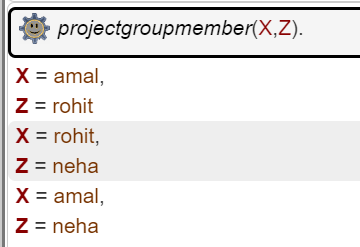 projectgroupmember(X,Z).
X = amal,
Z = rohit
X = rohit,
Z = neha
X = amal,
Z = neha